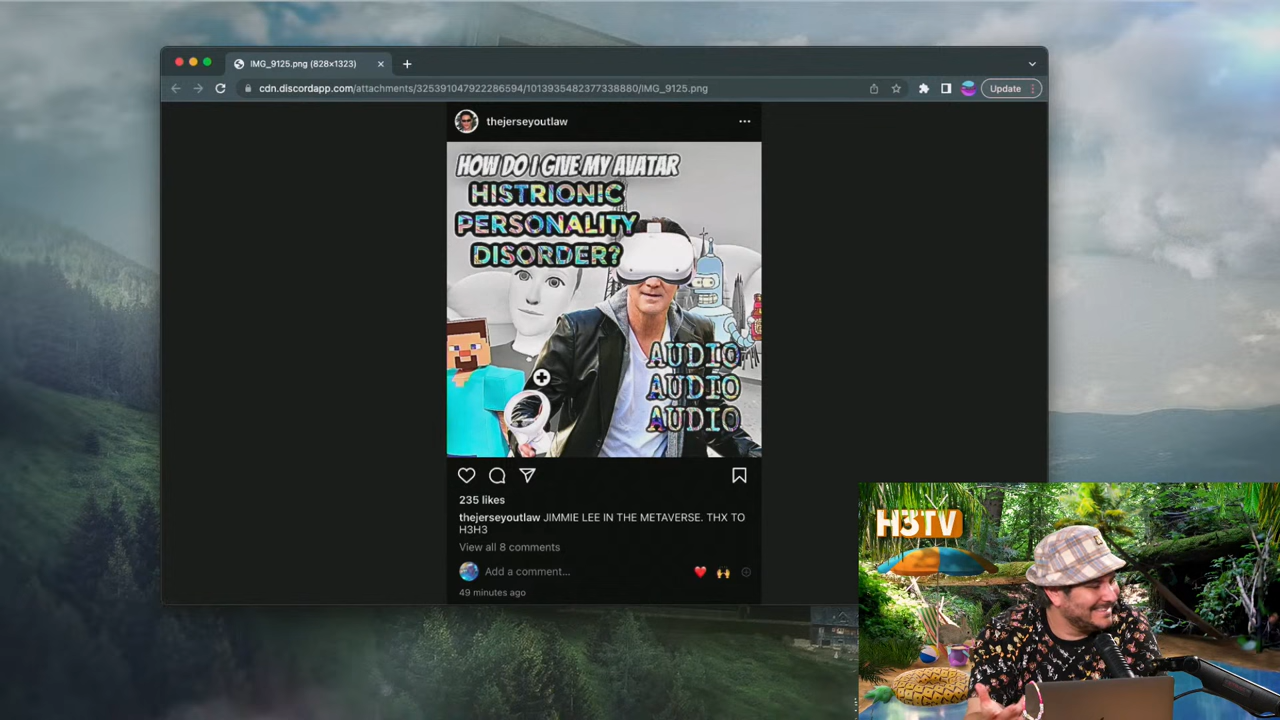 IMG_9125.png (828×1323)
cdn.discordapp.com/attachments/325391047922286594/1013935482377338880/IMG_9125.png
Update
thejerseyoutlaw
HOW DO I GIVE MY AVATAR
HISTRIONIC
PERSONALITY
DISORDER?
AUDIO
AUDIO
AUDIO
235 likes
thejerseyoutlaw JIMMIE LEE IN THE METAVERSE. THX TO
H3H3
View all 8 comments
Add a comment...
49 minutes ago
H3TV